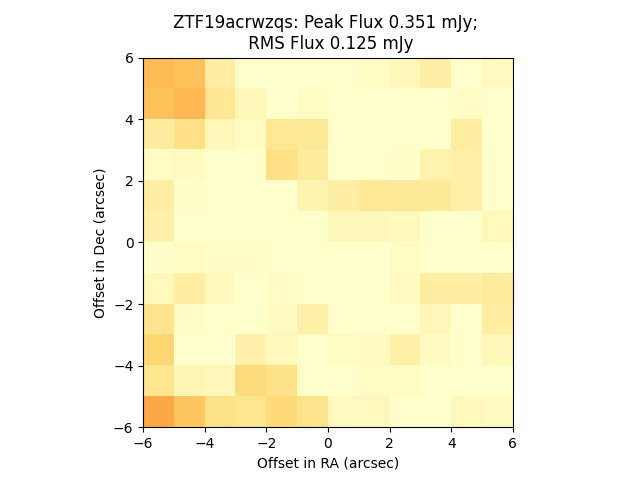 ZTF19acrwzqs: Peak Flux 0.351 mJy;
RMS Flux 0.125 mJy
6
4
2
0
−2
−4
−6
Offset in Dec (arcsec)
−6 −4 −2 0 2 4 6
Offset in RA (arcsec)